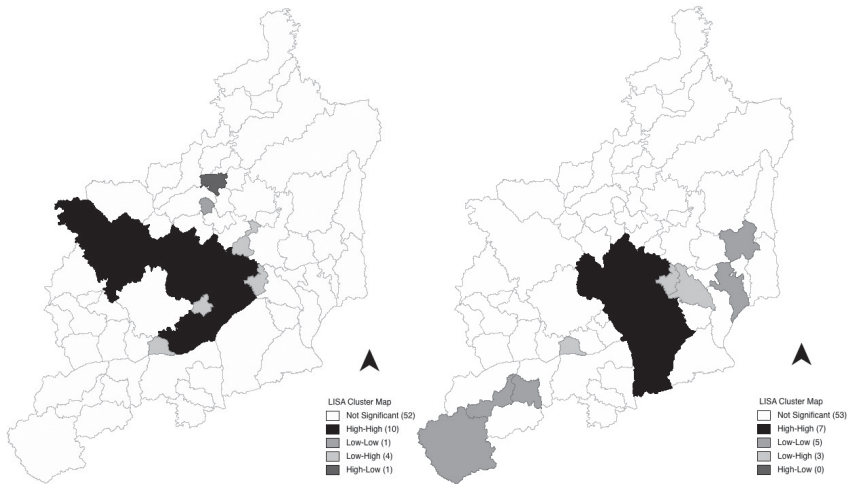 LISA Cluster Map
Not Significant (52)
High-High (10)
Low-Low (1)
Low-High (4)
High-Low (1)
LISA Cluster Map
Not Significant (53)
High-High (7)
Low-Low (5)
Low-High (3)
High-Low (0)